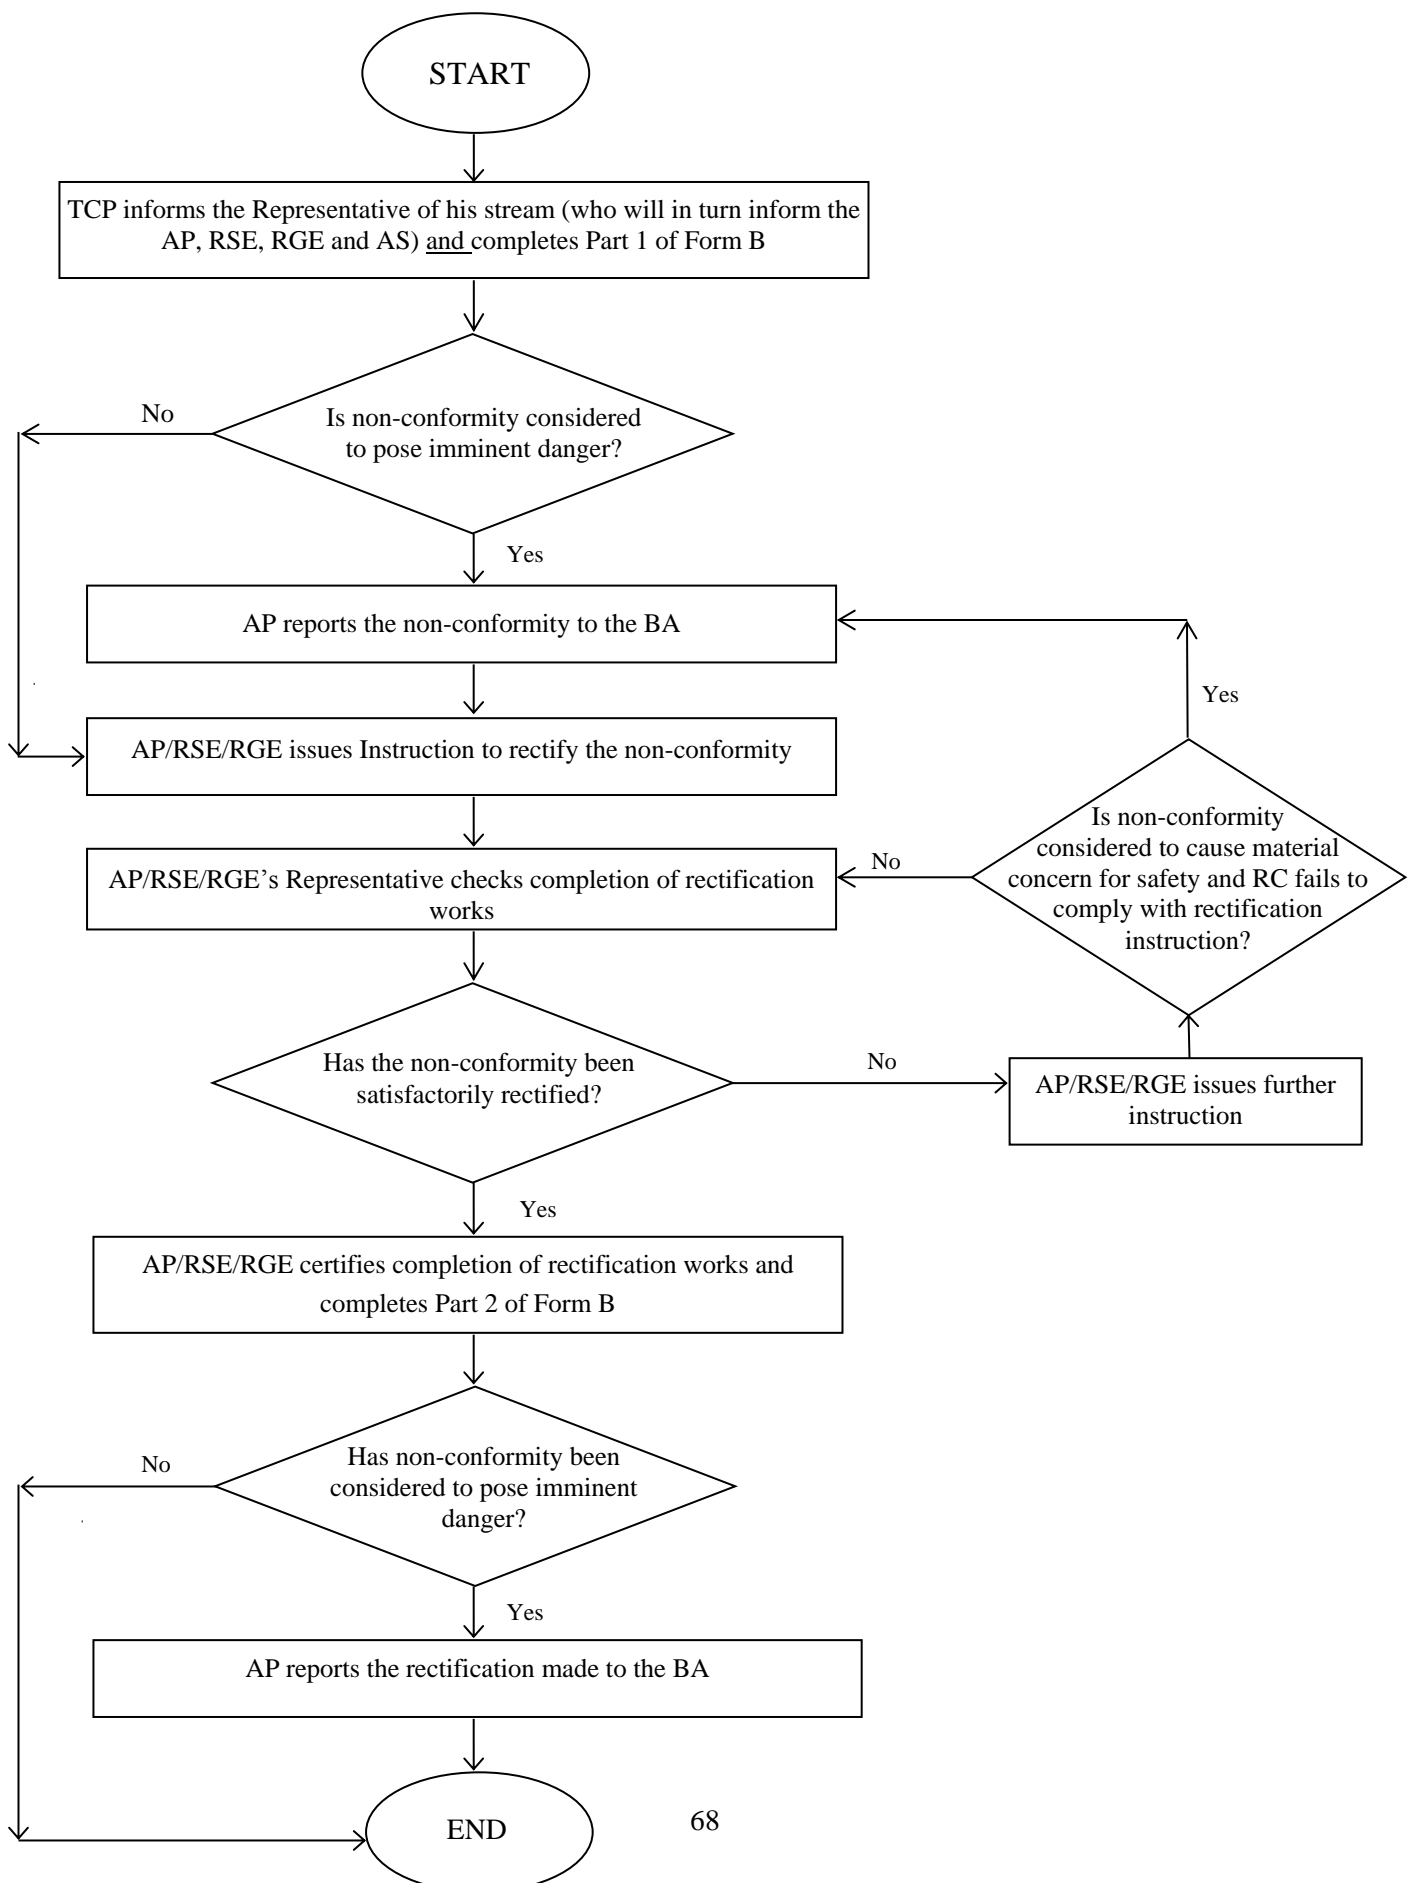 START
TCP informs the Representative of his stream (who will in turn inform the
AP, RSE, RGE and AS) and completes Part 1 of Form B
No
Is non-conformity considered
to pose imminent danger?
Yes
AP reports the non-conformity to the BA
Yes
AP/RSE/RGE issues Instruction to rectify the non-conformity
Is non-conformity
considered to cause material
concern for safety and RC fails to
comply with rectification
instruction?
No
AP/RSE/RGE’s Representative checks completion of rectification
works
Has the non-conformity been
satisfactorily rectified?
No
AP/RSE/RGE issues further
instruction
Yes
AP/RSE/RGE certifies completion of rectification works and
completes Part 2 of Form B
No
Has non-conformity been
considered to pose imminent
danger?
Yes
AP reports the rectification made to the BA
END
68